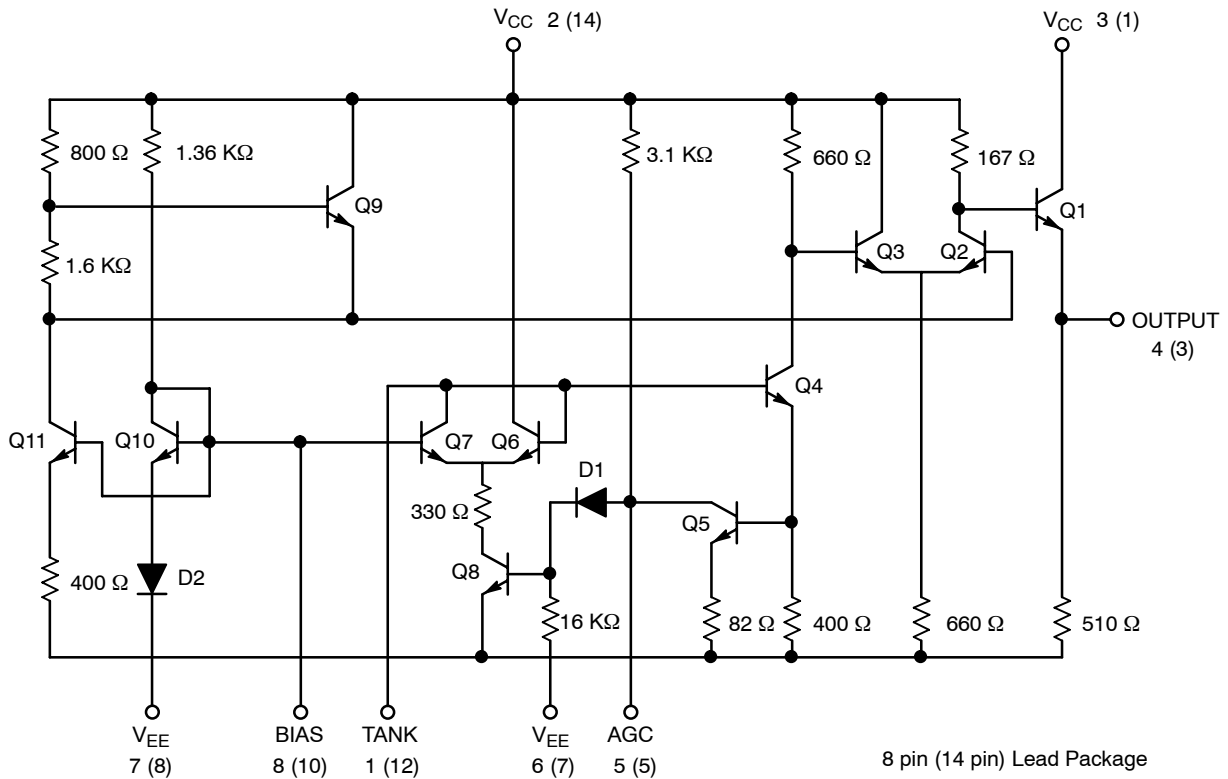 VCC 2 (14)
VCC 3 (1)
800 Ω
1.36 KΩ
3.1 KΩ
660 Ω
167 Ω
Q9
Q1
1.6 KΩ
Q3
Q2
OUTPUT
4 (3)
Q4
Q11
Q10
Q7
Q6
D1
330 Ω
Q5
Q8
400 Ω
D2
16 KΩ
82 Ω
400 Ω
660 Ω
510 Ω
VEE
7 (8)
BIAS
8 (10)
TANK
1 (12)
VEE
6 (7)
AGC
5 (5)
8 pin (14 pin) Lead Package